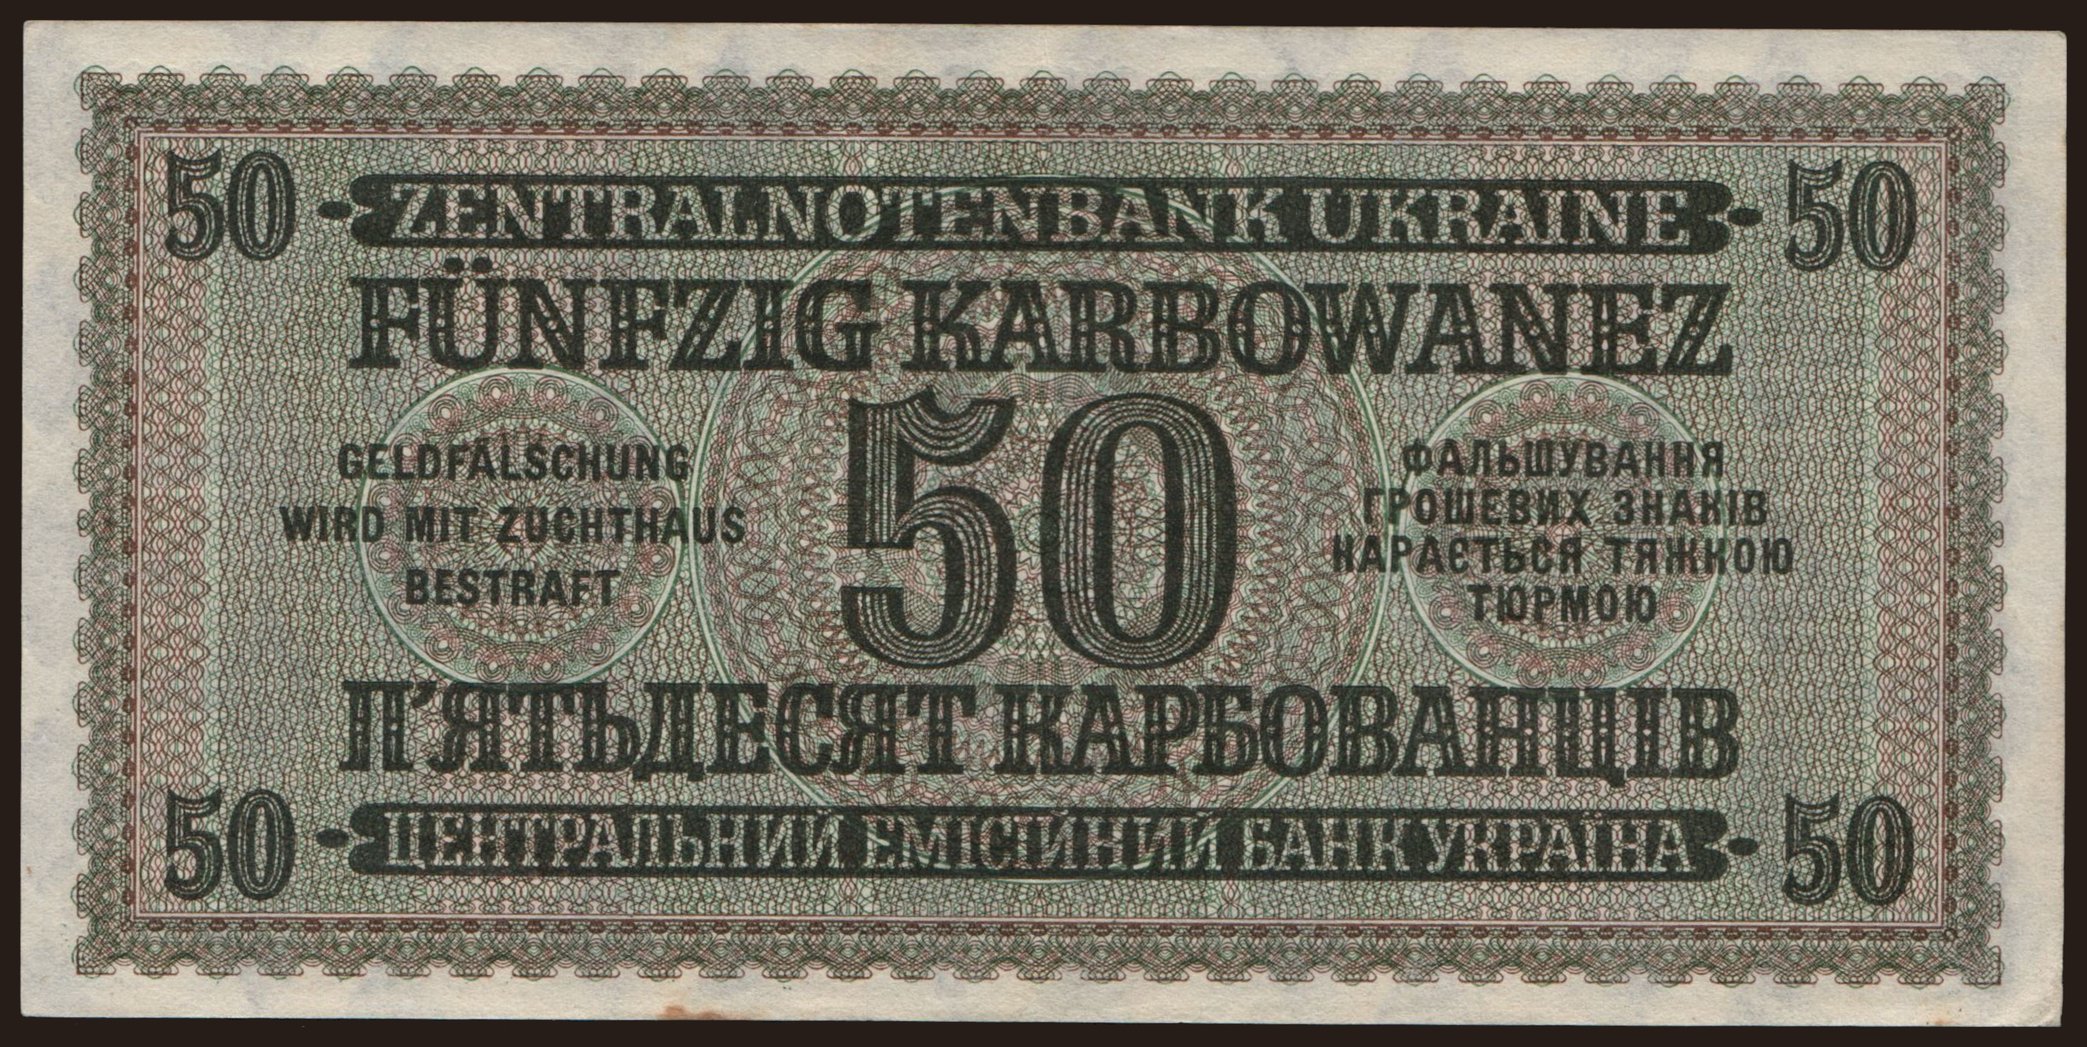 50 ZENTRALNOTENBANK UKRAINE 50
FÜNFZIG KARBOWANEZ
GELDFÄLSCHUNG
WIRD MIT ZUCHTHAUS
BESTRAFT
50
ФАЛЬШУВАННЯ
ГРОШЕВИХ ЗНАКІВ
КАРАЄТЬСЯ ТЯЖКОЮ
ТЮРМОЮ
П'ЯТЬДЕСЯТ КАРБОВАНЦІВ
50 ЦЕНТРАЛЬНИЙ ЕМІСІЙНИЙ БАНК УКРАЇНА 50